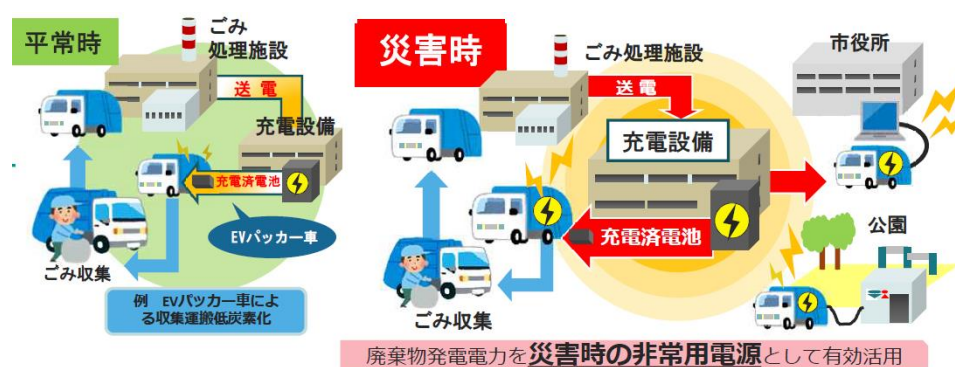 平常時
ごみ
処理施設
送電
充電設備
充電済電池
EVパッカー車
ごみ収集
例　EVパッカー車によ
る収集運搬低炭素化
災害時
ごみ処理施設
送電
充電設備
充電済電池
ごみ収集
市役所
公園
廃棄物発電電力を災害時の非常用電源として有効活用